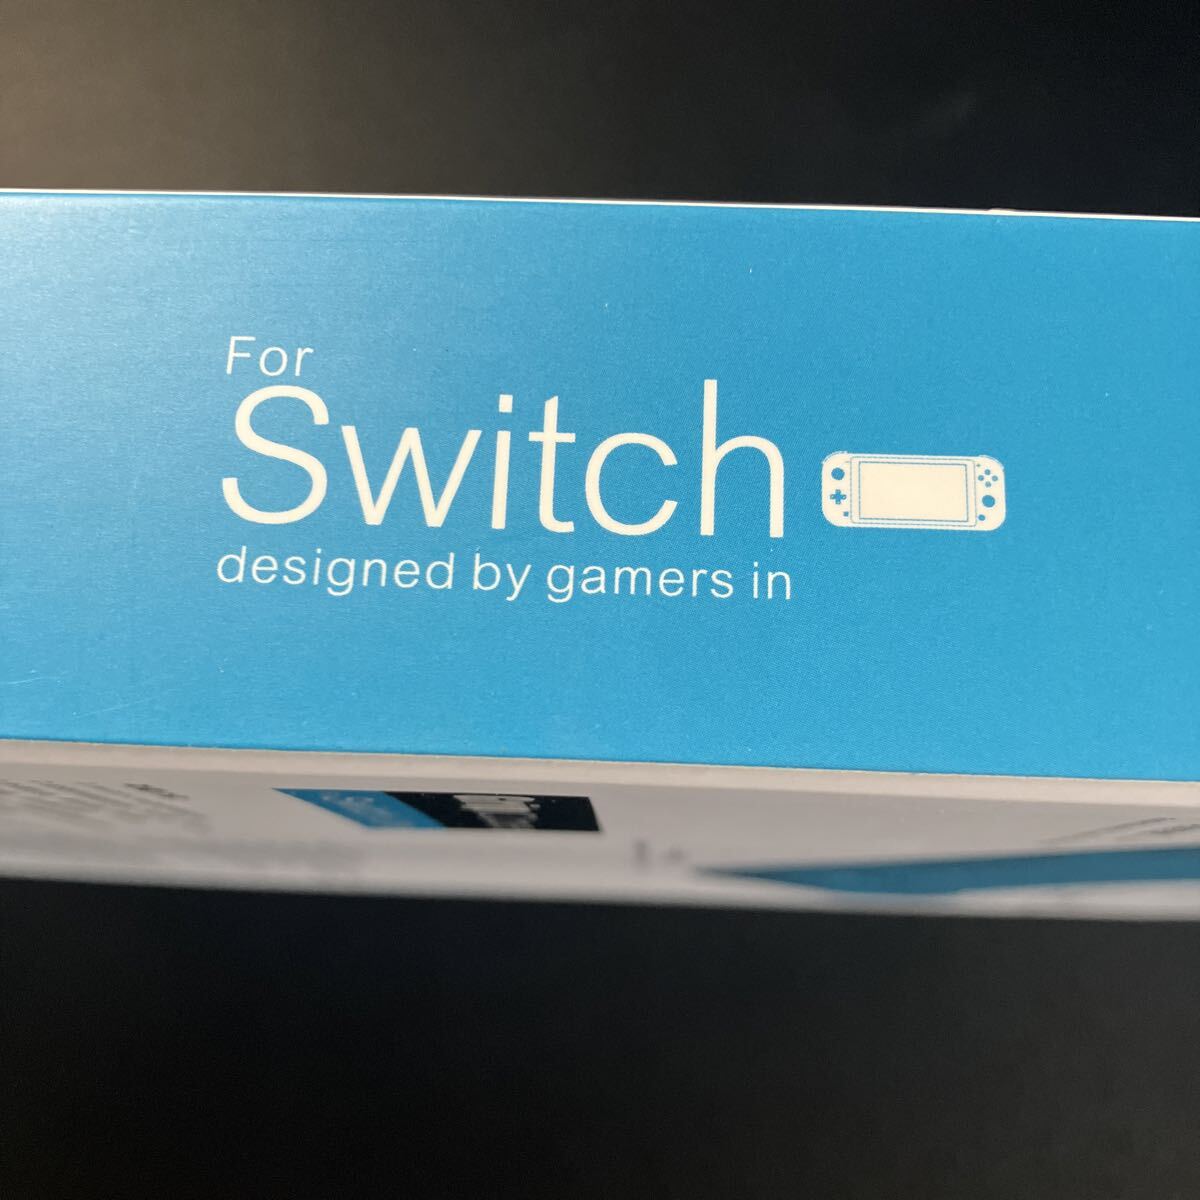 For
Switch
designed by gamers in